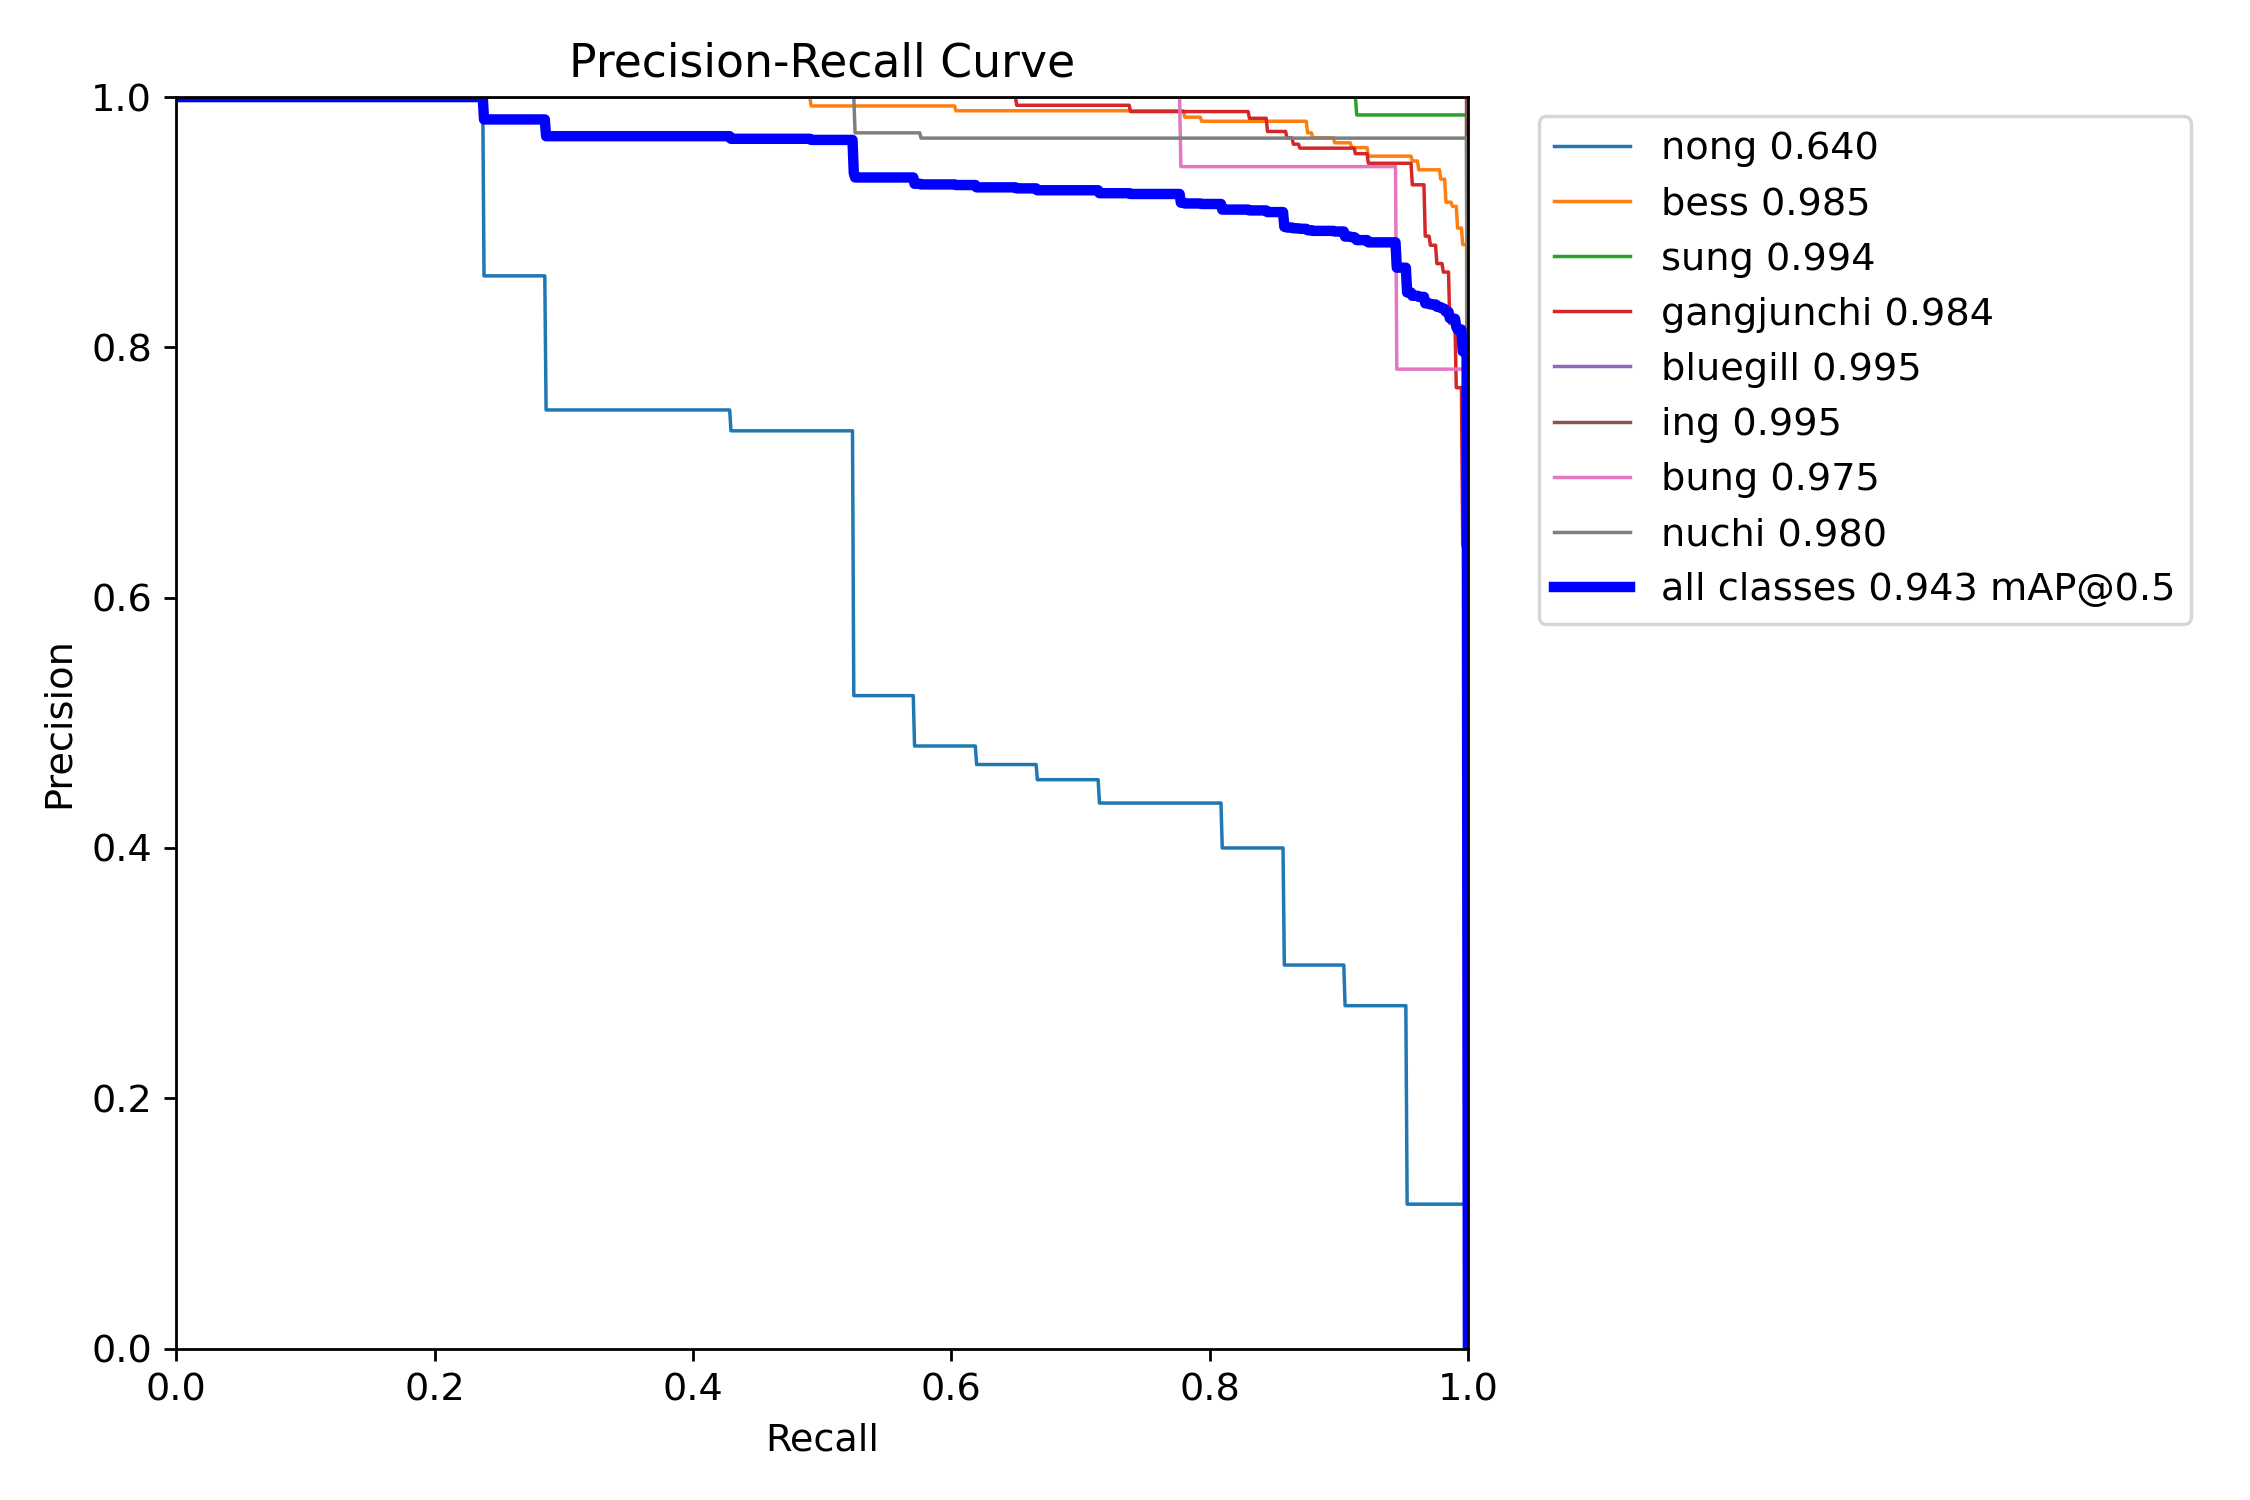 Precision-Recall Curve
1.0
0.8
0.6
0.4
0.2
0.0
Precision
0.0 0.2 0.4 0.6 0.8 1.0
Recall
nong 0.640
bess 0.985
sung 0.994
gangjunchi 0.984
bluegill 0.995
ing 0.995
bung 0.975
nuchi 0.980
all classes 0.943 mAP@0.5